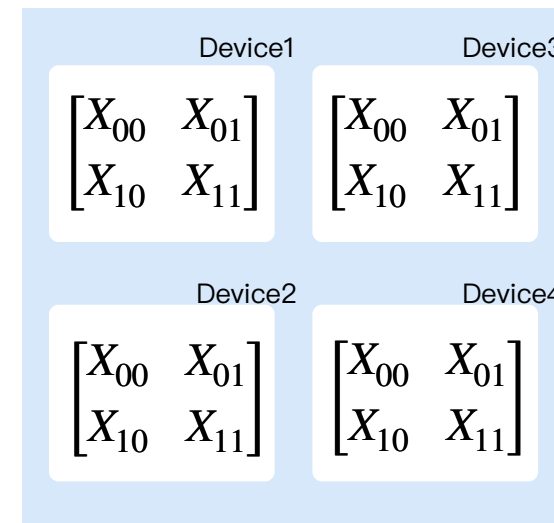 Device1 Device3
X00 X01 X00 X01
X10 X11 X10 X11
Device2 Device4
X00 X01 X00 X01
X10 X11 X10 X11